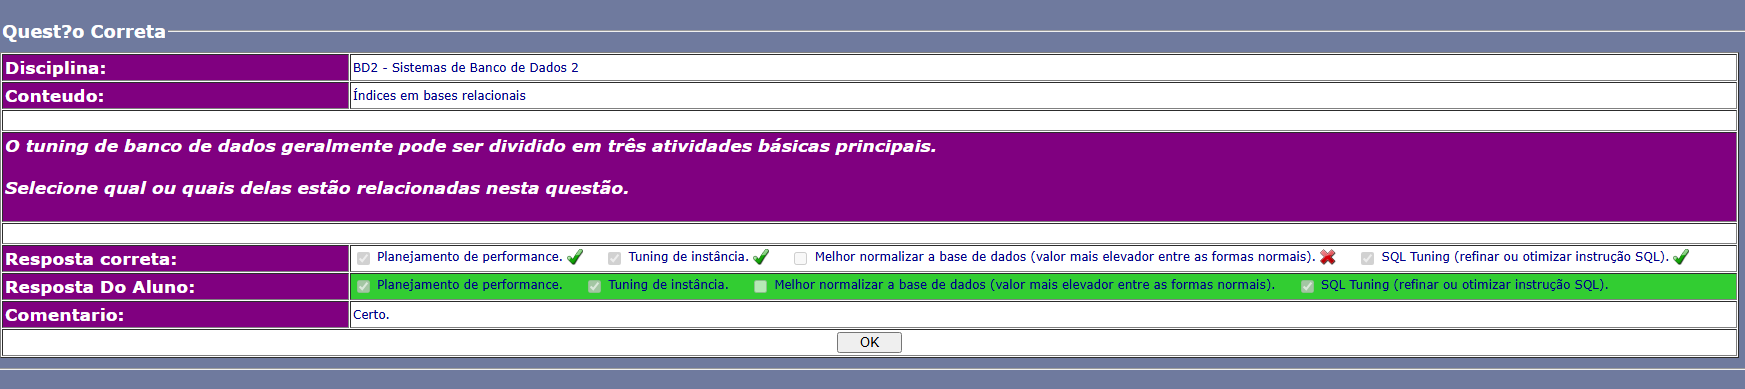 Quest?o Correta
Disciplina: BD2 - Sistemas de Banco de Dados 2
Conteudo: Índices em bases relacionais
O tuning de banco de dados geralmente pode ser dividido em três atividades básicas principais.
Selecione qual ou quais delas estão relacionadas nesta questão.
Resposta correta: Planejamento de performance. Tuning de instância. Melhor normalizar a base de dados (valor mais elevador entre as formas normais). SQL Tuning (refinar ou otimizar instrução SQL).
Resposta Do Aluno: Planejamento de performance. Tuning de instância. Melhor normalizar a base de dados (valor mais elevador entre as formas normais). SQL Tuning (refinar ou otimizar instrução SQL).
Comentario: Certo.
OK